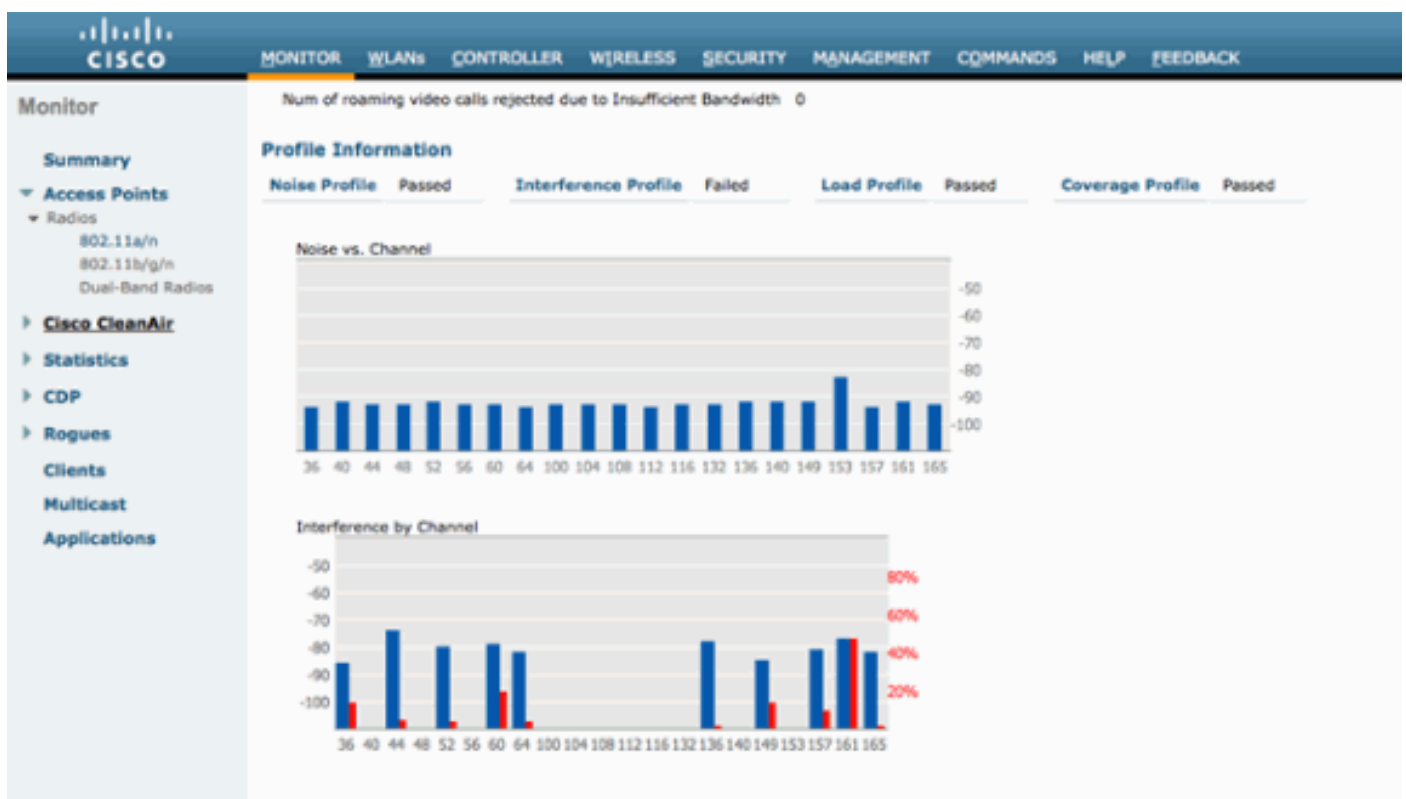 CISCO
MONITOR WLANs CONTROLLER WIRELESS SECURITY MANAGEMENT COMMANDS HELP FEEDBACK
Monitor
Summary
Access Points
Radios
802.11a/n
802.11b/g/n
Dual-Band Radios
Cisco CleanAir
Statistics
CDP
Rogues
Clients
Multicast
Applications
Num of roaming video calls rejected due to Insufficient Bandwidth 0
Profile Information
Noise Profile Passed Interference Profile Failed Load Profile Passed Coverage Profile Passed
Noise vs. Channel
-50
-60
-70
-80
-90
-100
36 40 44 48 52 56 60 64 100 104 108 112 116 132 136 140 149 153 157 161 165
Interference by Channel
-50
-60
-70
-80
-90
-100
80%
60%
40%
20%
36 40 44 48 52 56 60 64 100 104 108 112 116 132 136 140 149 153 157 161 165